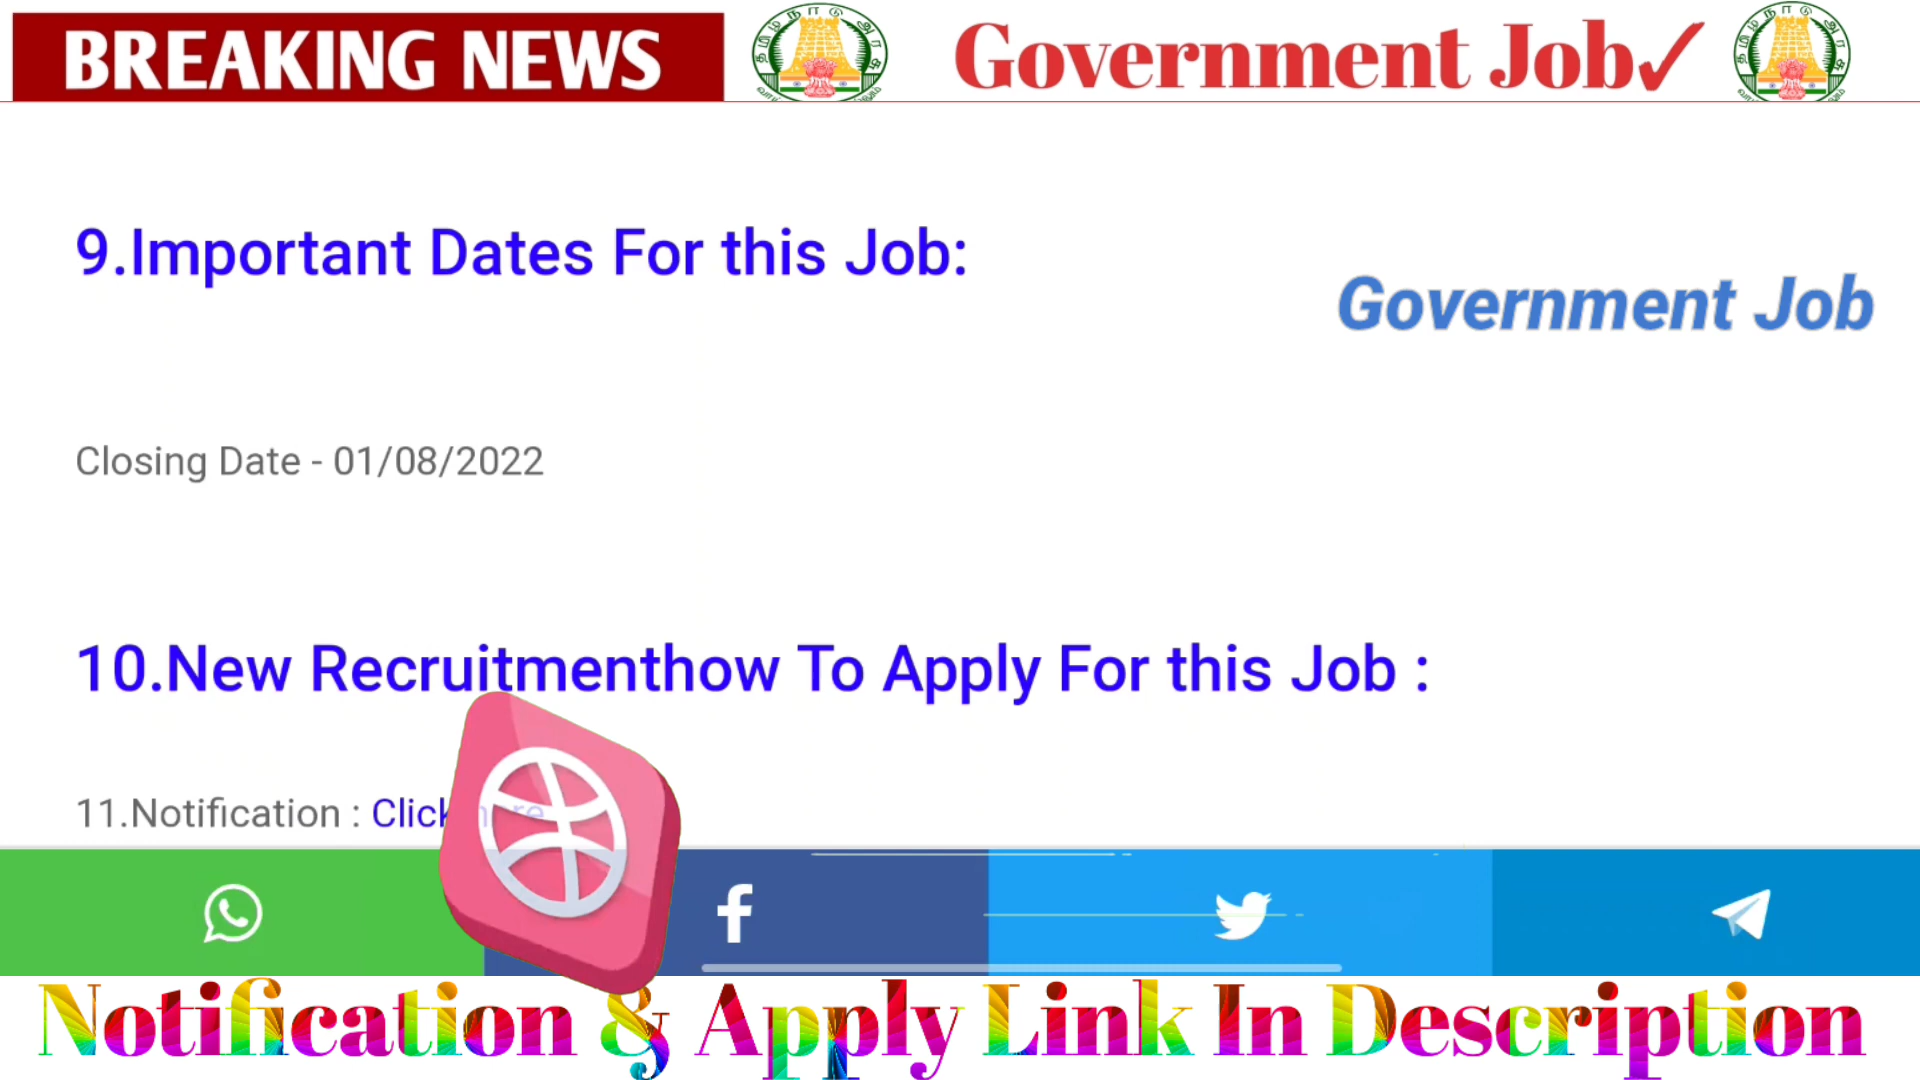 BREAKING NEWS
Government Job✓
9.Important Dates For this Job:
Government Job
Closing Date - 01/08/2022
10.New Recruitmenthow To Apply For this Job :
11.Notification : Click
Notification & Apply Link In Description